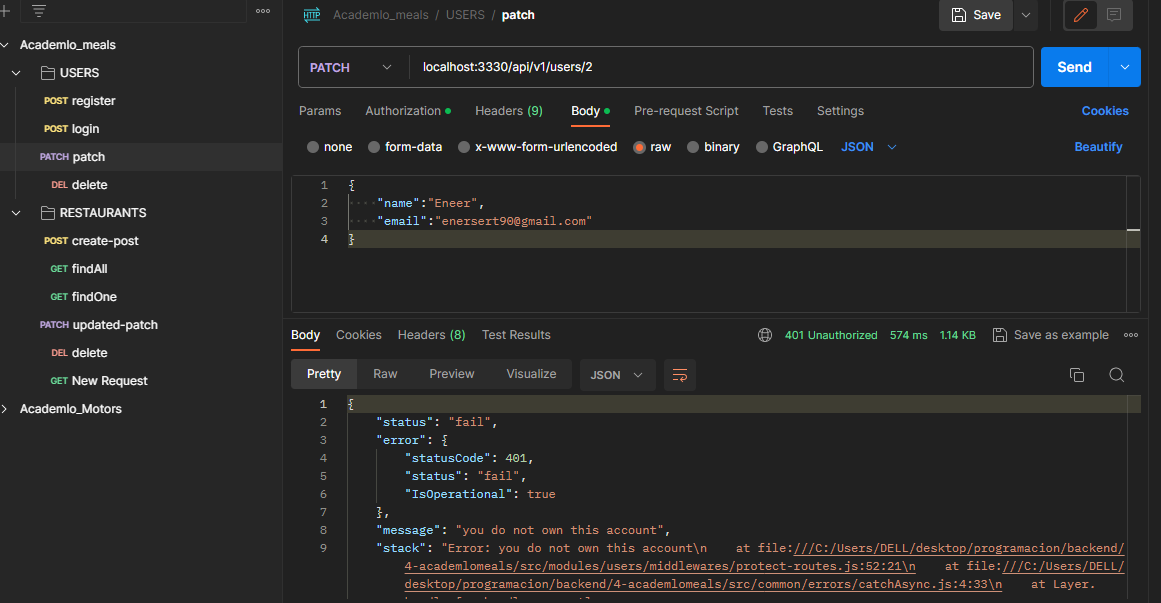 HTTP Academlo_meals / USERS / patch
Save
Academlo_meals
USERS
POST register
POST login
PATCH patch
DEL delete
RESTAURANTS
POST create-post
GET findAll
GET findOne
PATCH updated-patch
DEL delete
GET New Request
Academlo_Motors
PATCH localhost:3330/api/v1/users/2
Send
Params Authorization Headers (9) Body Pre-request Script Tests Settings Cookies
none form-data x-www-form-urlencoded raw binary GraphQL JSON Beautify
1 {
2 "name":"Eneer",
3 "email":"enersert90@gmail.com"
4 }
Body Cookies Headers (8) Test Results 401 Unauthorized 574 ms 1.14 KB Save as example
Pretty Raw Preview Visualize JSON
1 {
2 "status": "fail",
3 "error": {
4 "statusCode": 401,
5 "status": "fail",
6 "IsOperational": true
7 },
8 "message": "you do not own this account",
9 "stack": "Error: you do not own this account\n    at file:///C:/Users/DELL/desktop/programacion/backend/
4-academlomeals/src/modules/users/middlewares/protect-routes.js:52:21\n    at file:///C:/Users/DELL/
desktop/programacion/backend/4-academlomeals/src/common/errors/catchAsync.js:4:33\n    at Layer.